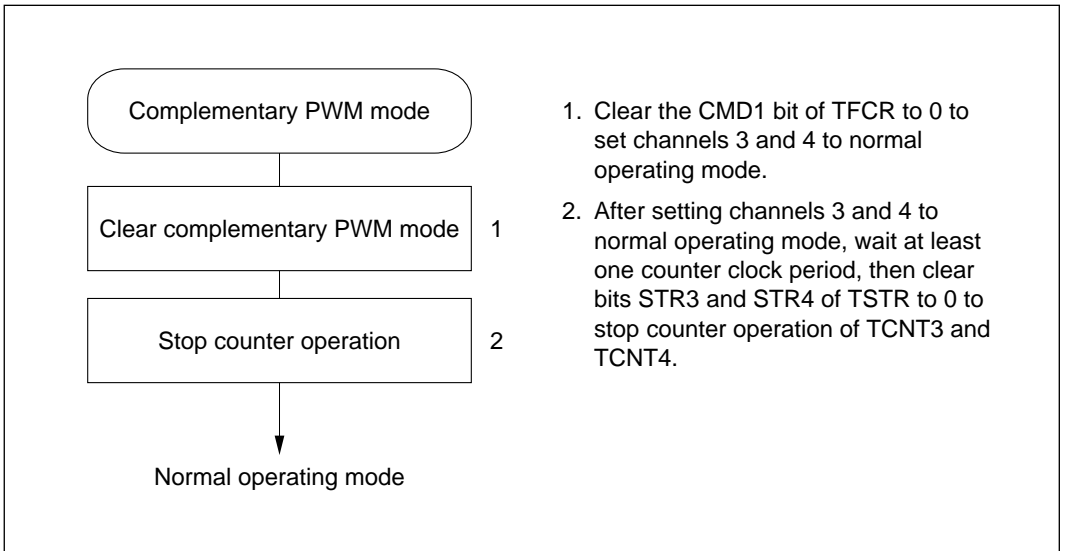 Complementary PWM mode
Clear complementary PWM mode 1
Stop counter operation 2
Normal operating mode
1. Clear the CMD1 bit of TFCR to 0 to
set channels 3 and 4 to normal
operating mode.
2. After setting channels 3 and 4 to
normal operating mode, wait at least
one counter clock period, then clear
bits STR3 and STR4 of TSTR to 0 to
stop counter operation of TCNT3 and
TCNT4.